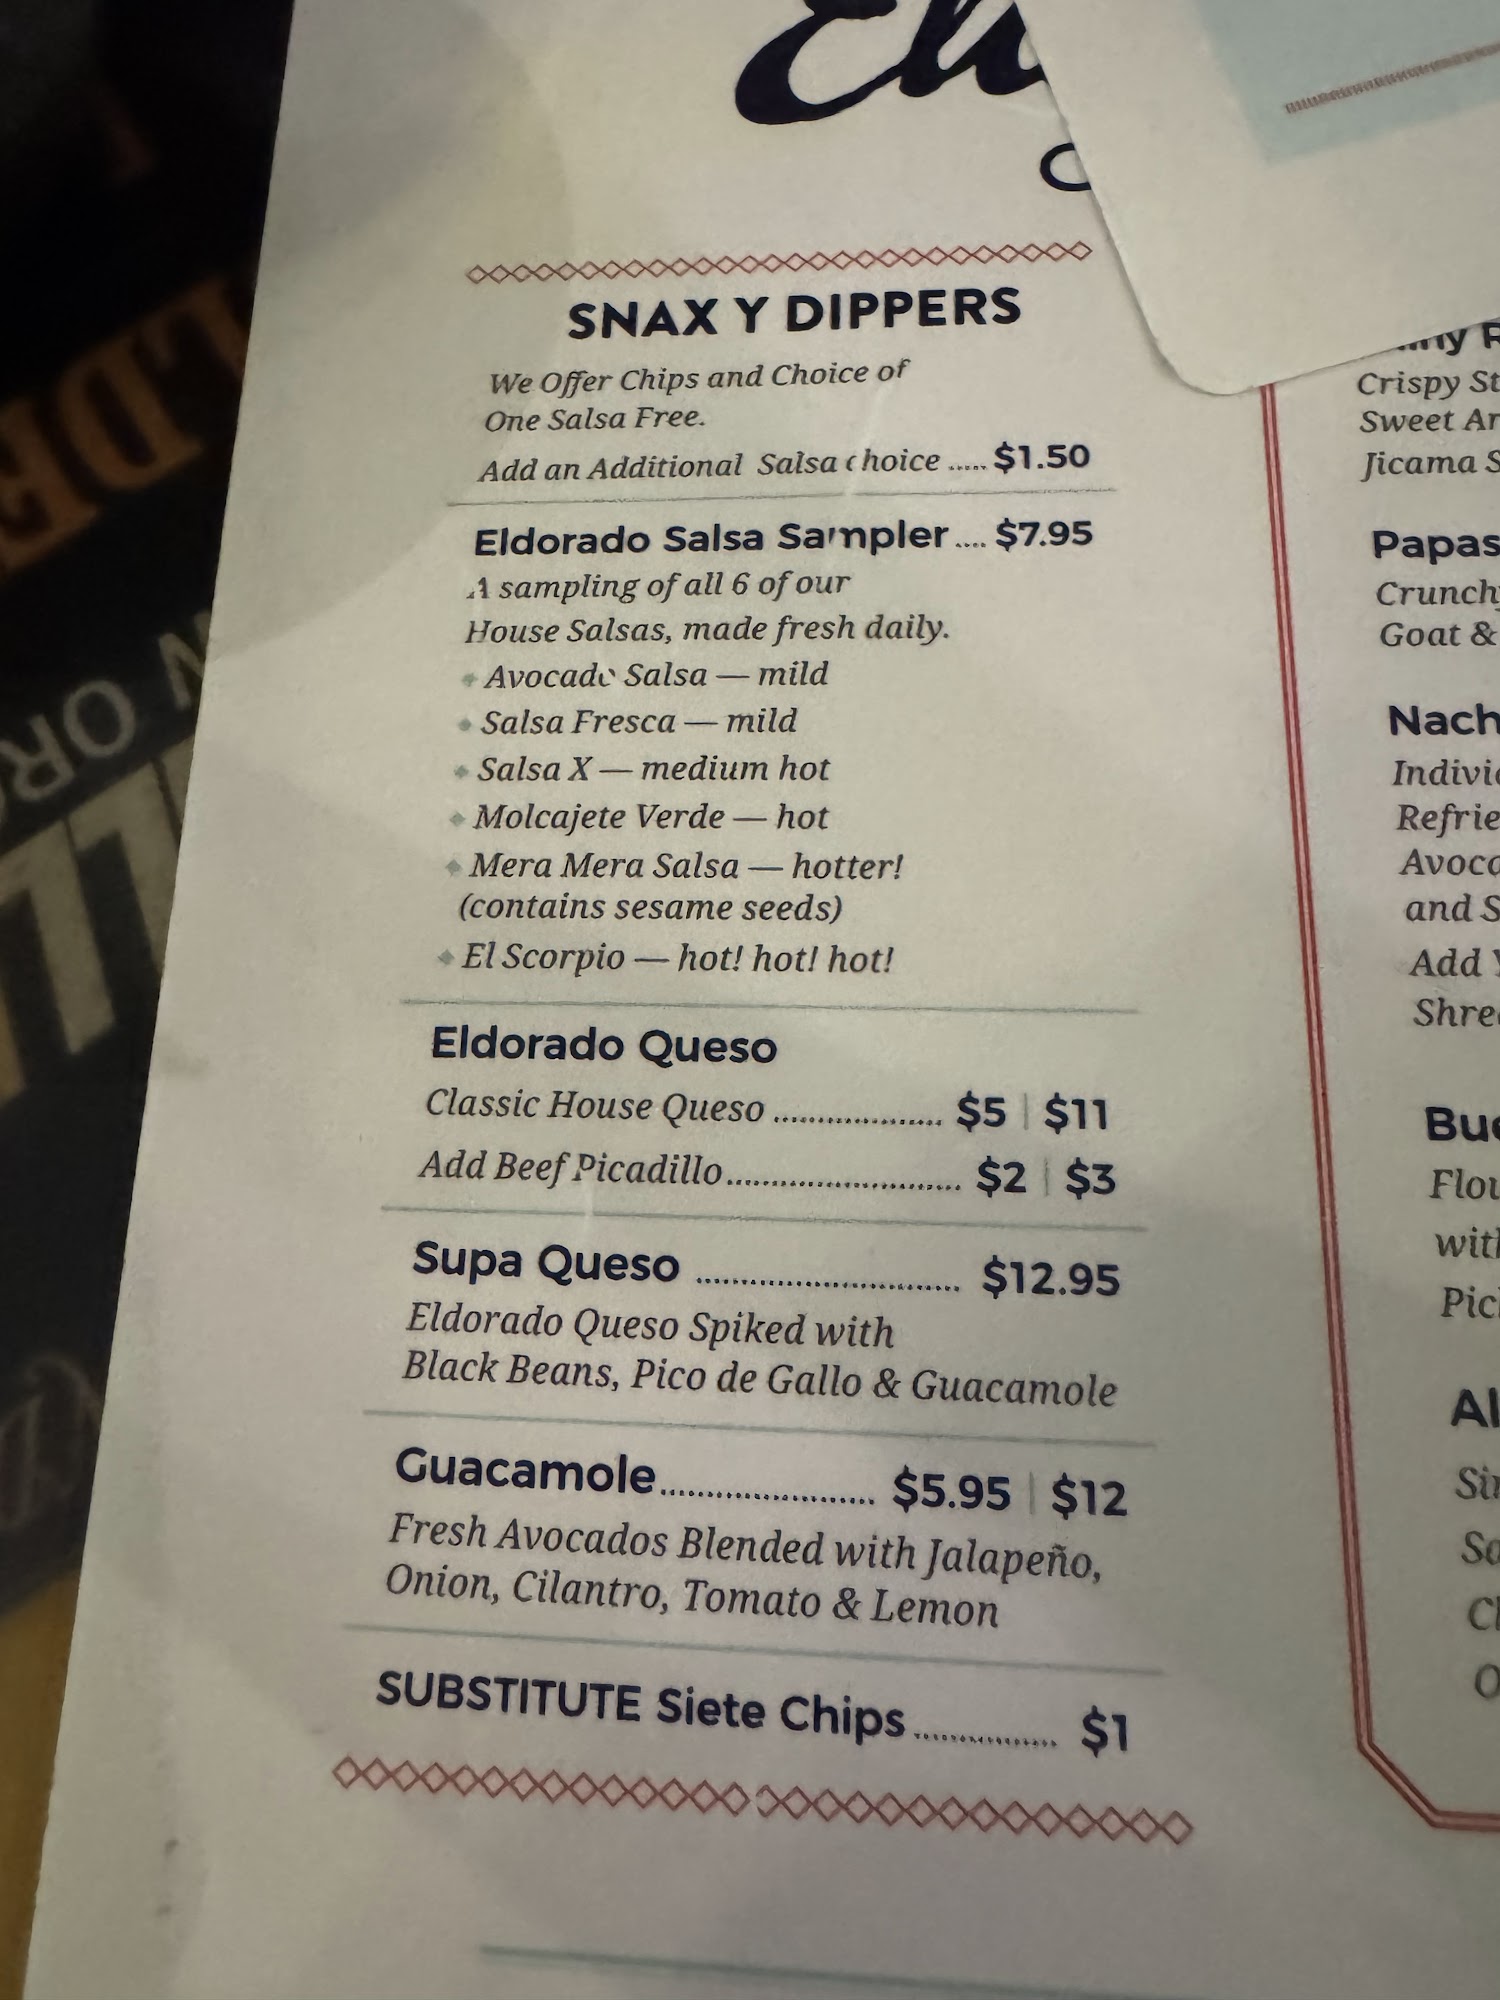 SNAX Y DIPPERS
We Offer Chips and Choice of
One Salsa Free.
Add an Additional Salsa choice ..... $1.50
Eldorado Salsa Sampler .... $7.95
A sampling of all 6 of our
House Salsas, made fresh daily.
Avocado Salsa — mild
Salsa Fresca — mild
Salsa X — medium hot
Molcajete Verde — hot
Mera Mera Salsa — hotter!
(contains sesame seeds)
El Scorpio — hot! hot! hot!
Eldorado Queso
Classic House Queso ........................ $5 | $11
Add Beef Picadillo ................................. $2 | $3
Supa Queso ..................................... $12.95
Eldorado Queso Spiked with
Black Beans, Pico de Gallo & Guacamole
Guacamole .............................. $5.95 | $12
Fresh Avocados Blended with Jalapeño,
Onion, Cilantro, Tomato & Lemon
SUBSTITUTE Siete Chips .................... $1
Crispy
Sweet
Jicama
Papas
Goat &
and
Add
with